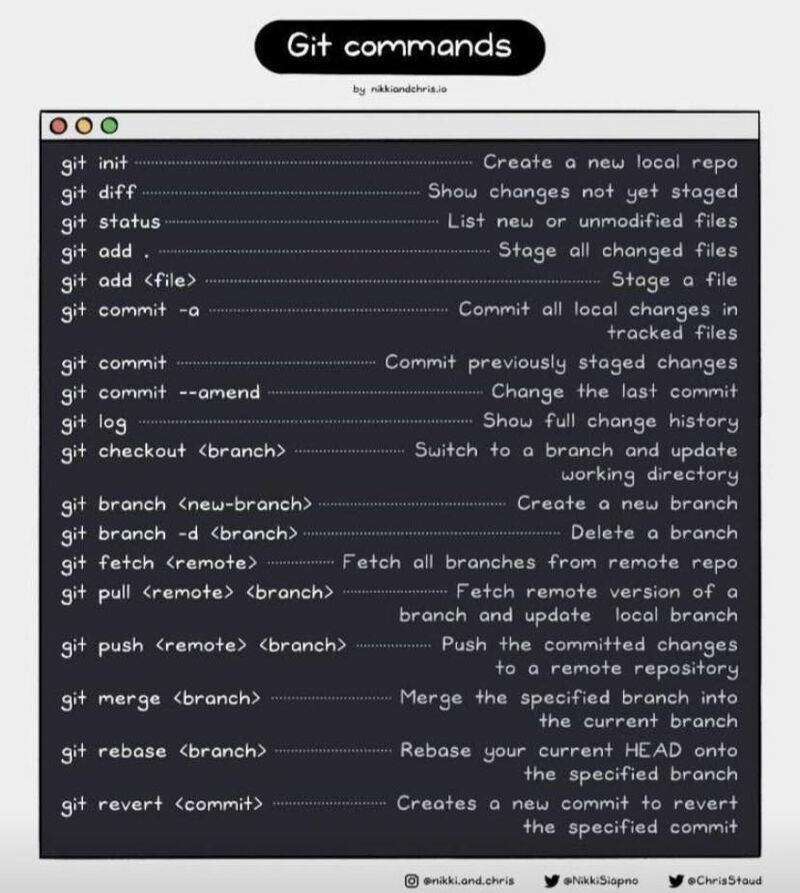 Git commands
by nikkiandchris.io
git init Create a new local repo
git diff Show changes not yet staged
git status List new or unmodified files
git add . Stage all changed files
git add <file> Stage a file
git commit -a Commit all local changes in
tracked files
git commit Commit previously staged changes
git commit --amend Change the last commit
git log Show full change history
git checkout <branch> Switch to a branch and update
working directory
git branch <new-branch> Create a new branch
git branch -d <branch> Delete a branch
git fetch <remote> Fetch all branches from remote repo
git pull <remote> <branch> Fetch remote version of a
branch and update local branch
git push <remote> <branch> Push the committed changes
to a remote repository
git merge <branch> Merge the specified branch into
the current branch
git rebase <branch> Rebase your current HEAD onto
the specified branch
git revert <commit> Creates a new commit to revert
the specified commit
@nikki.and.chris @NikkiSiapno @ChrisStaud